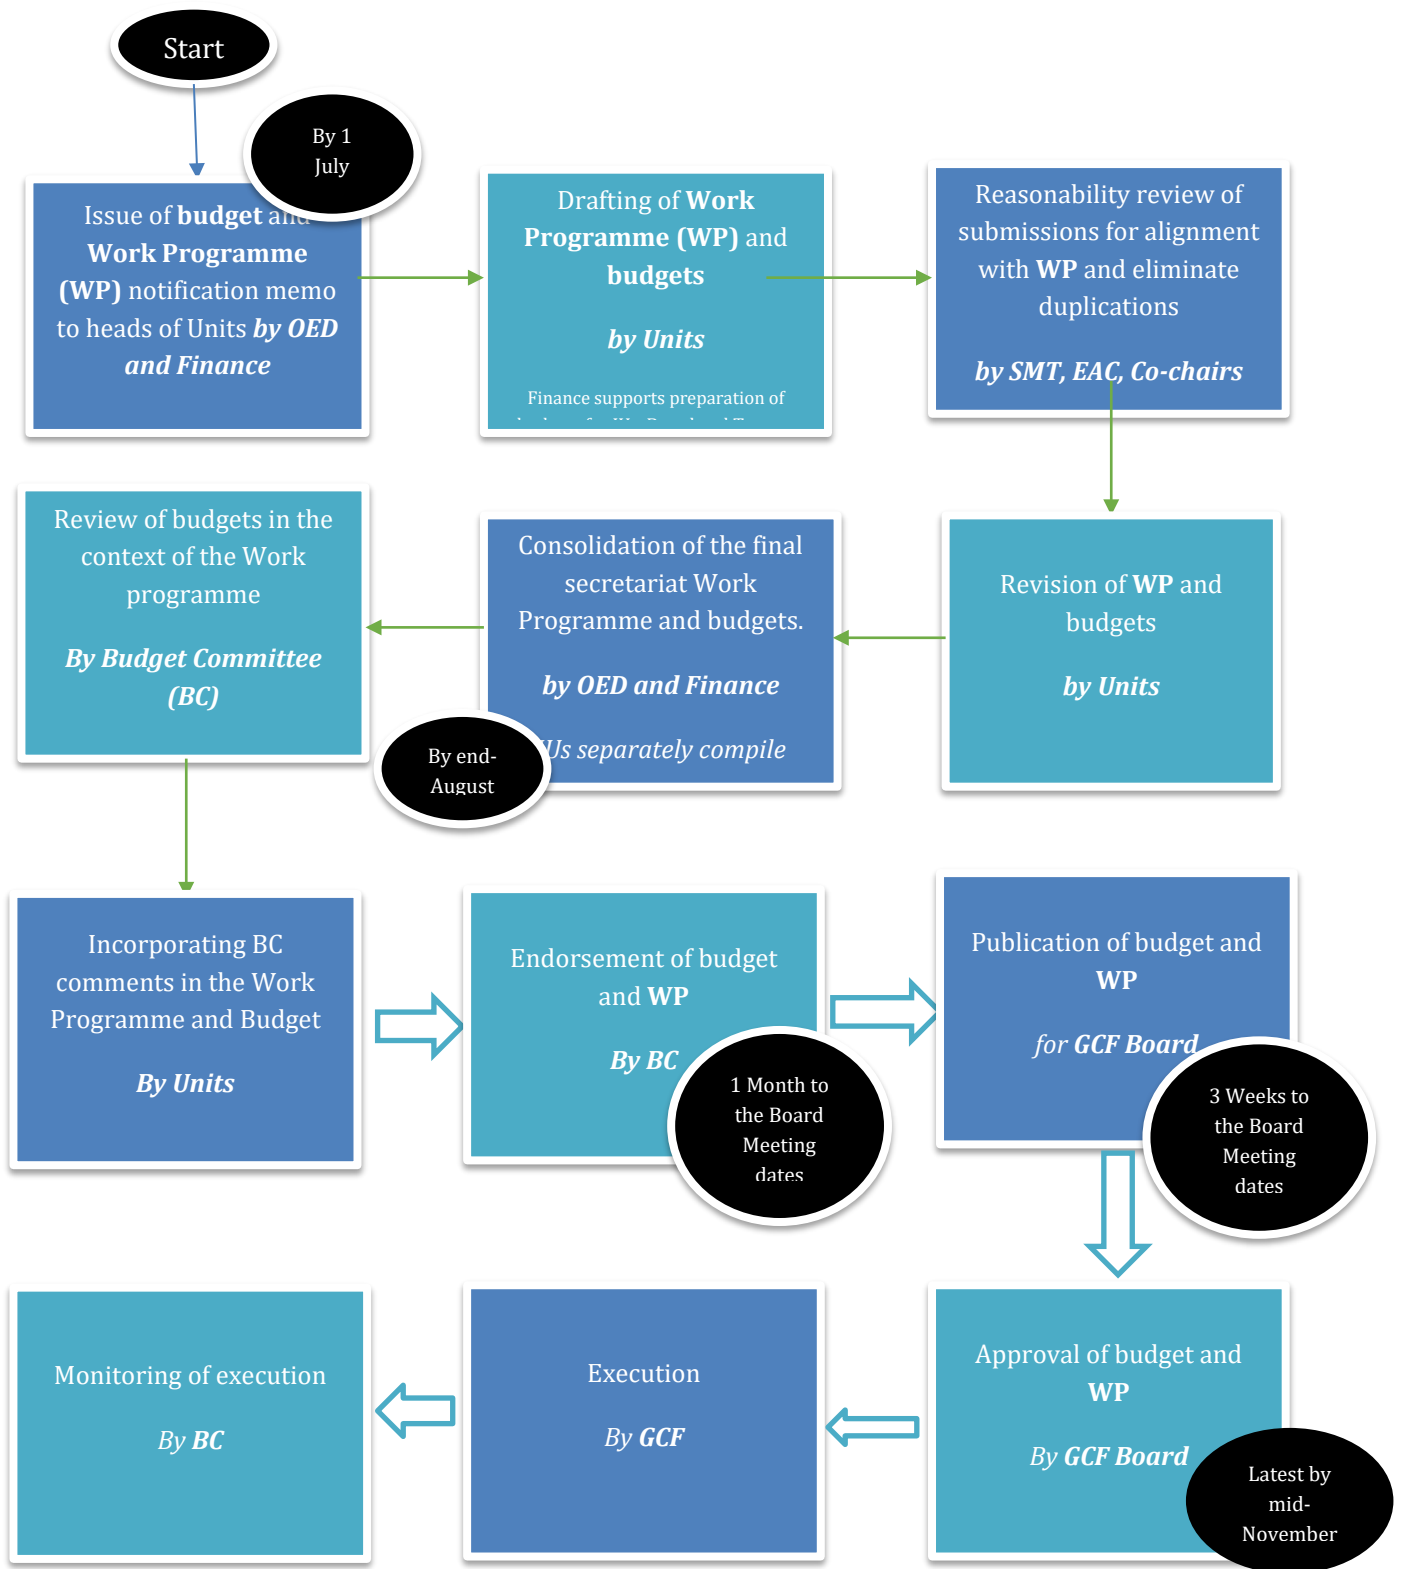 Start
By 1
July
Issue of budget and
Work Programme
(WP) notification memo
to heads of Units by OED
and Finance
Drafting of Work
Programme (WP) and
budgets
by Units
Finance supports preparation of
Reasonability review of
submissions for alignment
with WP and eliminate
duplications
by SMT, EAC, Co-chairs
Review of budgets in the
context of the Work
programme
By Budget Committee
(BC)
Consolidation of the final
secretariat Work
Programme and budgets.
by OED and Finance
separately compile
By end-
August
Revision of WP and
budgets
by Units
Incorporating BC
comments in the Work
Programme and Budget
By Units
Endorsement of budget
and WP
By BC
1 Month to
the Board
Meeting
dates
Publication of budget and
WP
for GCF Board
3 Weeks to
the Board
Meeting
dates
Monitoring of execution
By BC
Execution
By GCF
Approval of budget and
WP
By GCF Board
Latest by
mid-
November